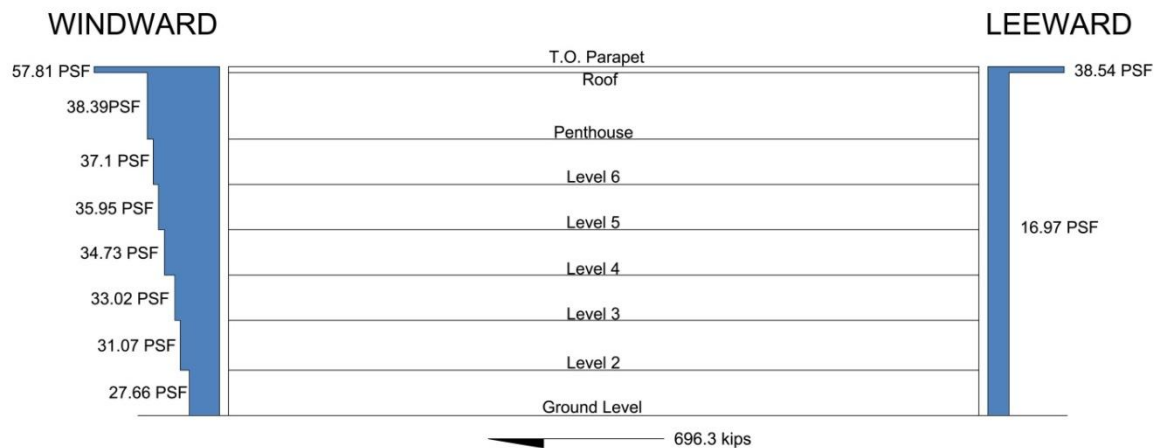 WINDWARD
LEEWARD
T.O. Parapet
57.81 PSF
38.54 PSF
Roof
38.39PSF
Penthouse
37.1 PSF
Level 6
35.95 PSF
Level 5
16.97 PSF
34.73 PSF
Level 4
33.02 PSF
Level 3
31.07 PSF
Level 2
27.66 PSF
Ground Level
696.3 kips